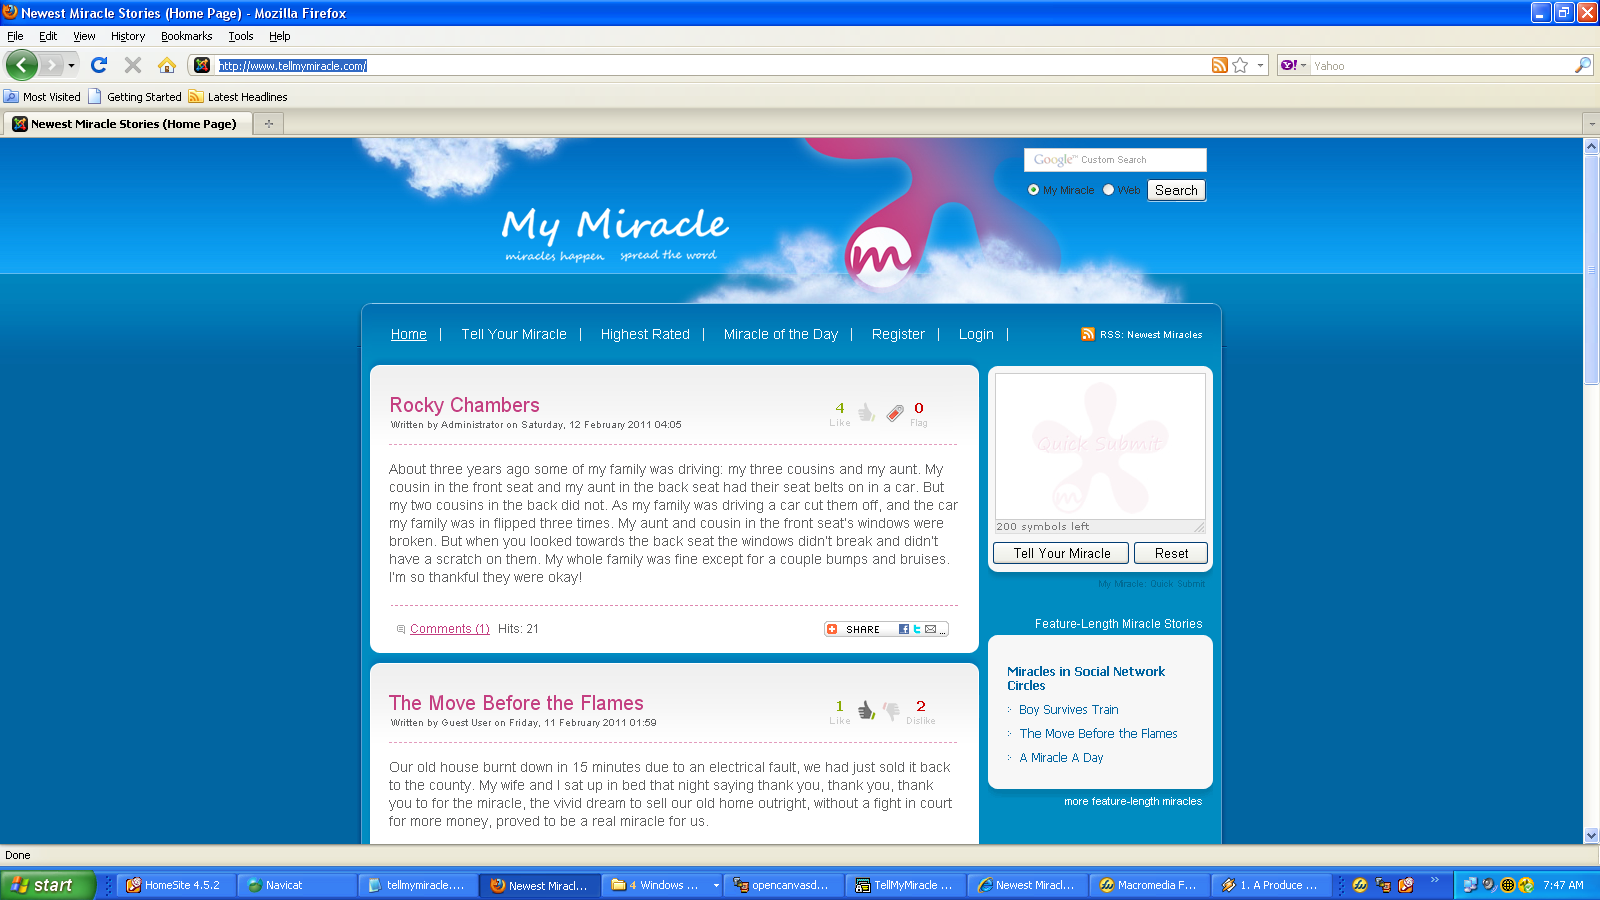 Newest Miracle Stories (Home Page) - Mozilla Firefox
File Edit View History Bookmarks Tools Help
http://www.tellmymiracle.com/
Y! Yahoo
Most Visited Getting Started Latest Headlines
Newest Miracle Stories (Home Page)
Google™ Custom Search
My Miracle Web Search
My Miracle
miracles happen spread the word
m
Home | Tell Your Miracle | Highest Rated | Miracle of the Day | Register | Login |
RSS: Newest Miracles
Rocky Chambers
Written by Administrator on Saturday, 12 February 2011 04:05
4 0
Like Flag
About three years ago some of my family was driving: my three cousins and my aunt. My
cousin in the front seat and my aunt in the back seat had their seat belts on in a car. But
my two cousins in the back did not. As my family was driving a car cut them off, and the car
my family was in flipped three times. My aunt and cousin in the front seat's windows were
broken. But when you looked towards the back seat the windows didn't break and didn't
have a scratch on them. My whole family was fine except for a couple bumps and bruises.
I'm so thankful they were okay!
Comments (1) Hits: 21
SHARE ...
The Move Before the Flames
Written by Guest User on Friday, 11 February 2011 01:59
1 2
Like Dislike
Our old house burnt down in 15 minutes due to an electrical fault, we had just sold it back
to the county. My wife and I sat up in bed that night saying thank you, thank you, thank
you to for the miracle, the vivid dream to sell our old home outright, without a fight in court
for more money, proved to be a real miracle for us.
Quick Submit
m
200 symbols left
Tell Your Miracle Reset
My Miracle: Quick Submit
Feature-Length Miracle Stories
Miracles in Social Network
Circles
Boy Survives Train
The Move Before the Flames
A Miracle A Day
more feature-length miracles
Done
start HomeSite 4.5.2 Navicat tellmymiracle.... Newest Miracl... 4 Windows ... opencanvasd... TellMyMiracle ... Newest Miracl... Macromedia F... 1. A Produce ... 7:47 AM